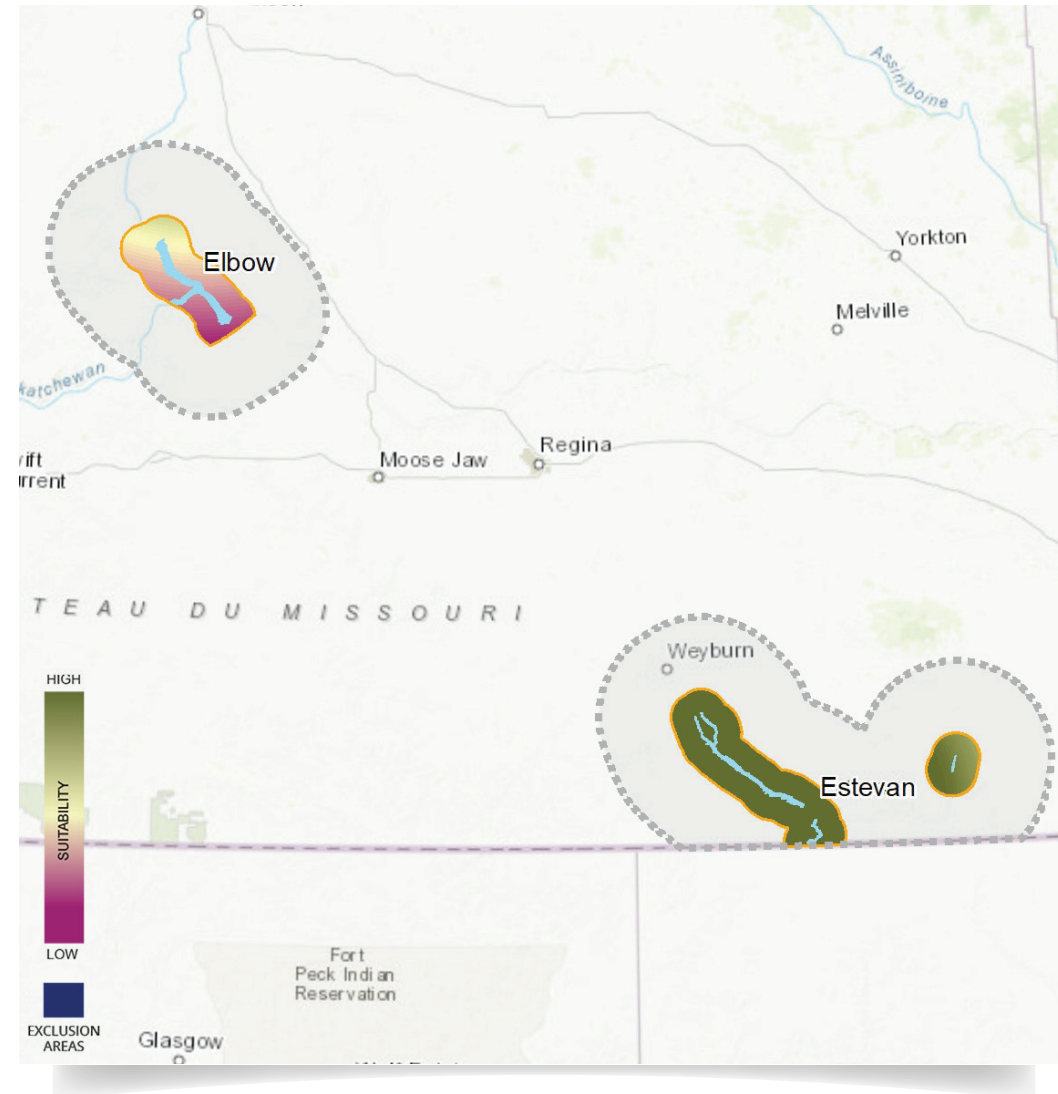 Assiniboine
Yorkton
Elbow
Melville
katchewan
Regina
Moose Jaw
ift
urrent
TEAU DU MISSOURI
Weyburn
HIGH
SUITABILITY
LOW
Estevan
EXCLUSION
AREAS
Fort
Peck Indian
Reservation
Glasgow